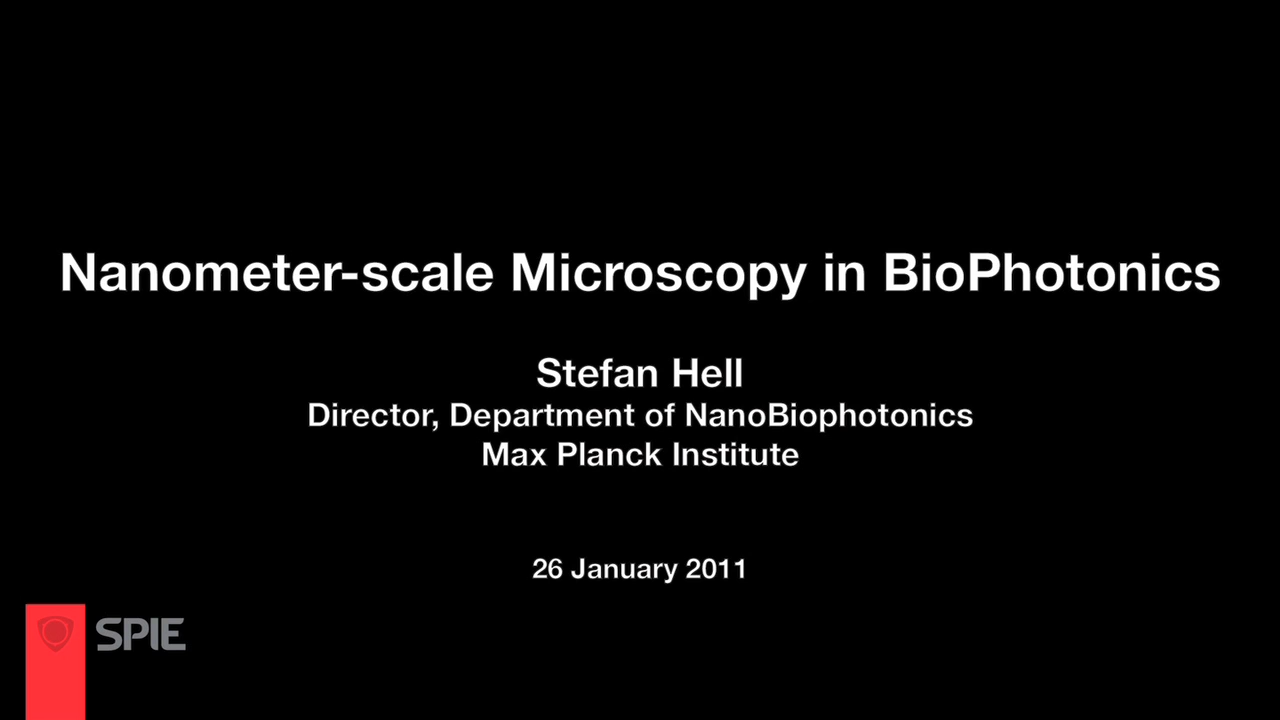 Nanometer-scale Microscopy in BioPhotonics
Stefan Hell
Director, Department of NanoBiophotonics
Max Planck Institute
26 January 2011
SPIE